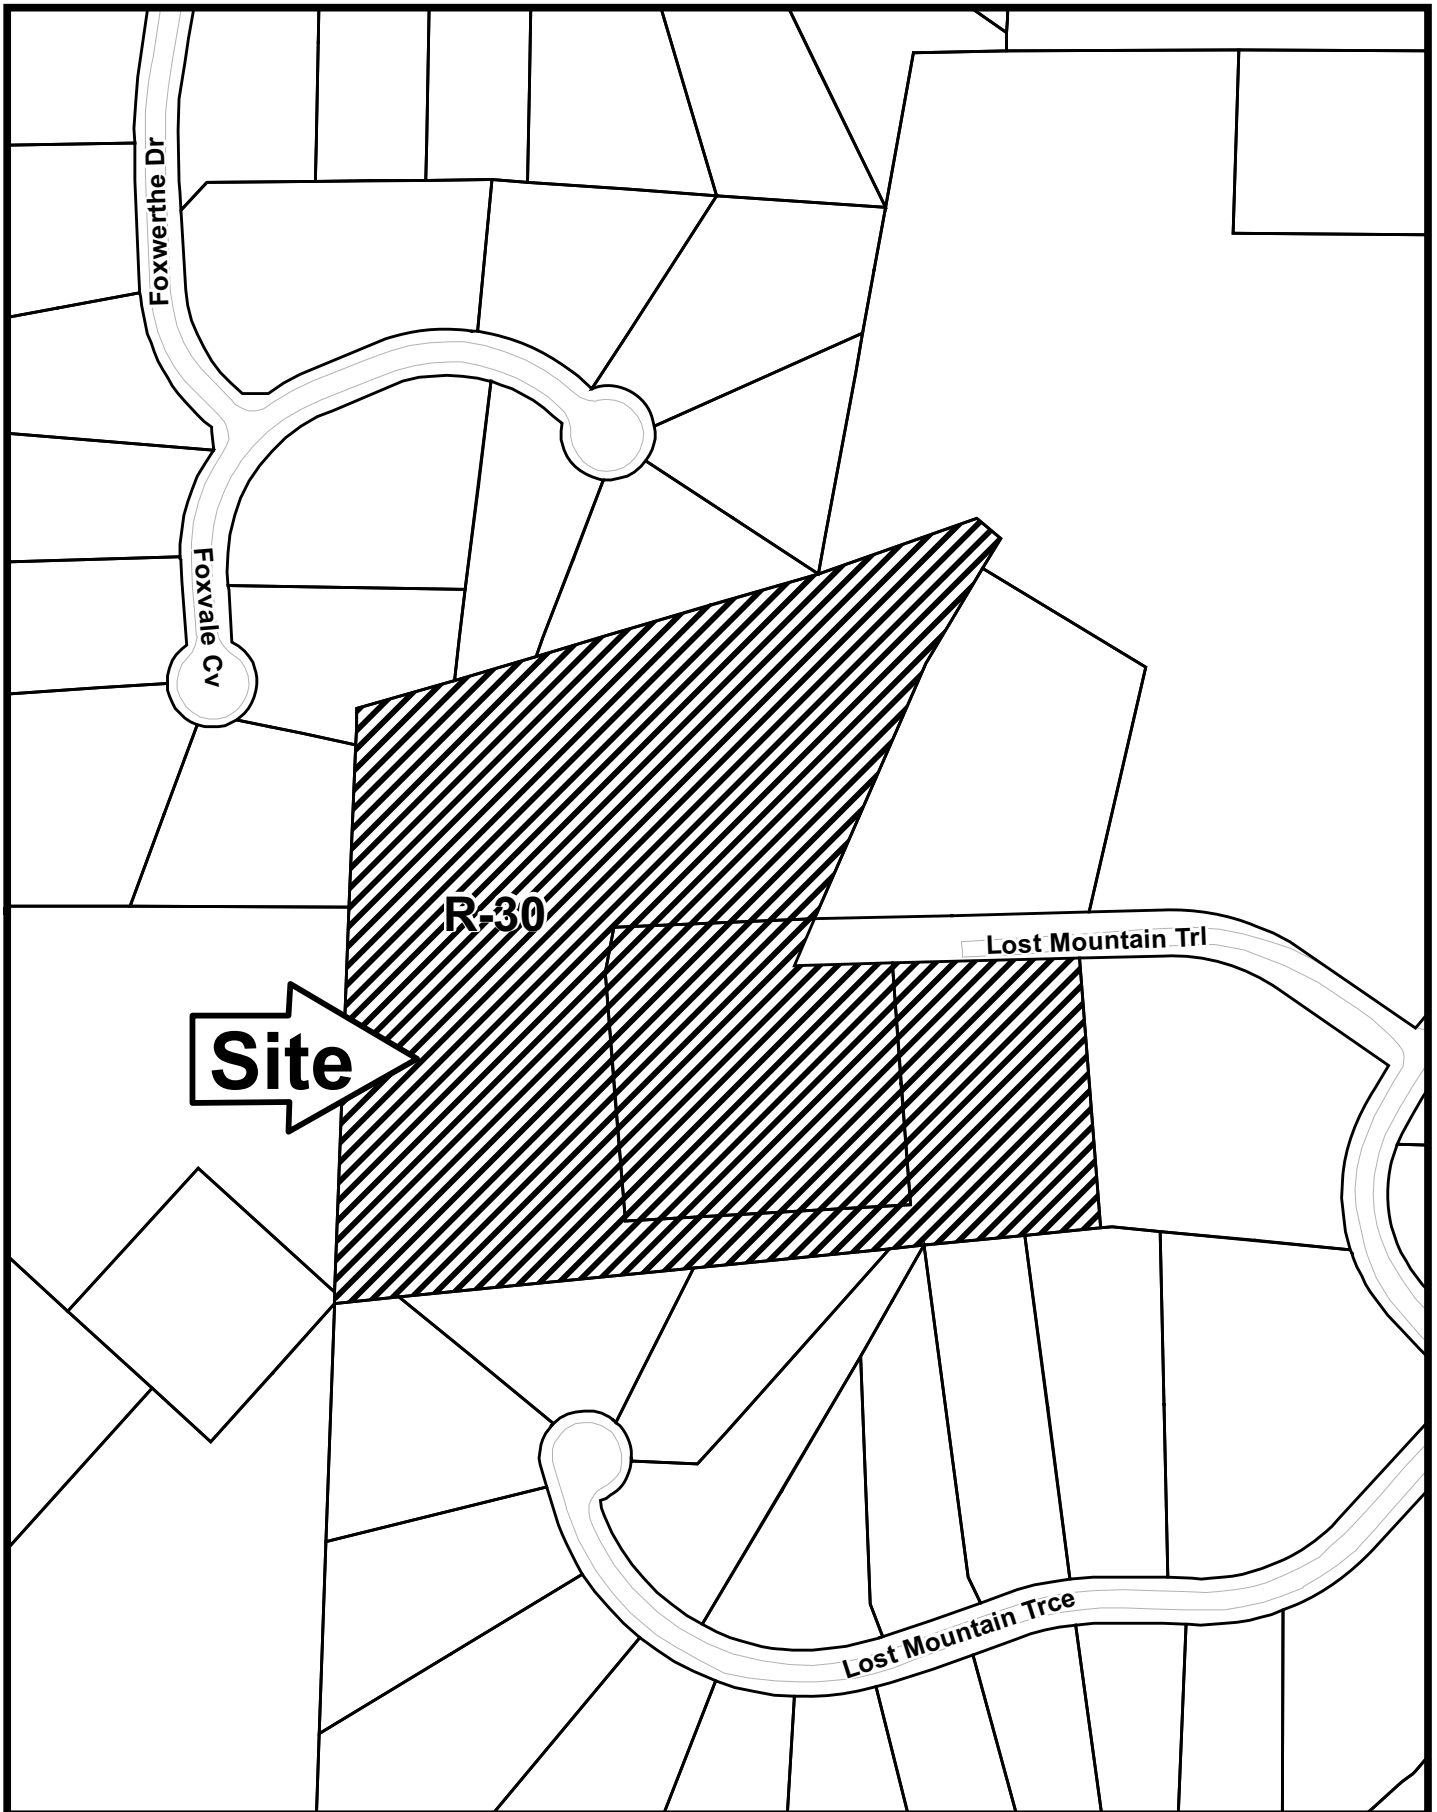 Foxwerthe Dr
Foxvale Cv
R-30
Lost Mountain Trl
Site
Lost Mountain Trce